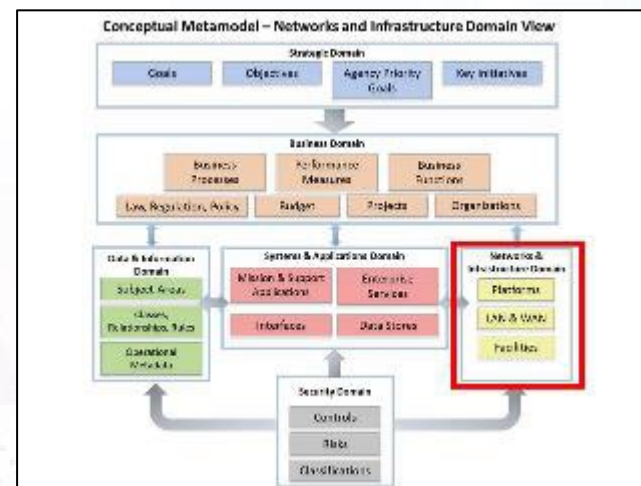 Conceptual Metamodel – Networks and Infrastructure Domain View
Strategic Domain
Goals
Objectives
Agency Priority
Goals
Key Initiatives
Business Domain
Business
Processes
Performance
Measures
Business
Functions
Law, Regulation, Policy
Budget
Projects
Organizations
Data & Information
Domain
Subject Areas
Classes,
Relationships, Rules
Operational
Metadata
Systems & Applications Domain
Mission & Support
Applications
Enterprise
Services
Interfaces
Data Stores
Networks &
Infrastructure Domain
Platforms
LAN & WAN
Facilities
Security Domain
Controls
Risks
Classifications